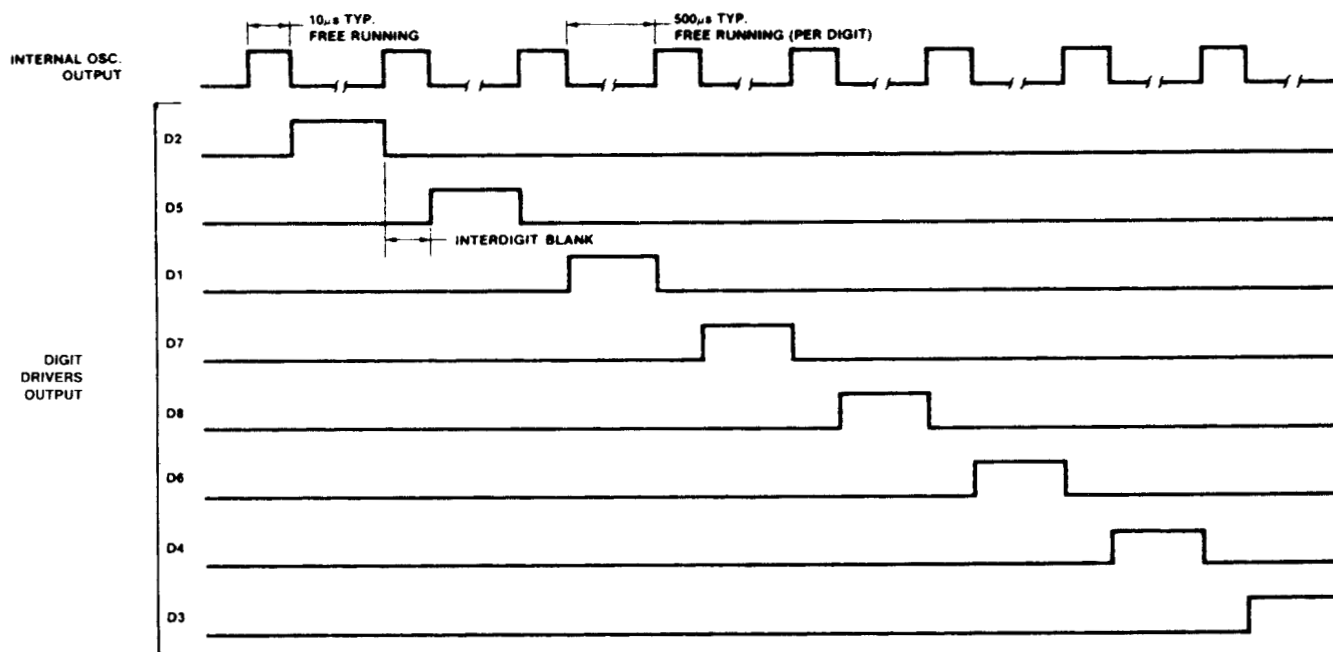 10µs TYP.
FREE RUNNING
500µs TYP.
FREE RUNNING (PER DIGIT)
INTERNAL OSC.
OUTPUT
D2
D5
INTERDIGIT BLANK
D1
D7
DIGIT
DRIVERS
OUTPUT
D8
D6
D4
D3